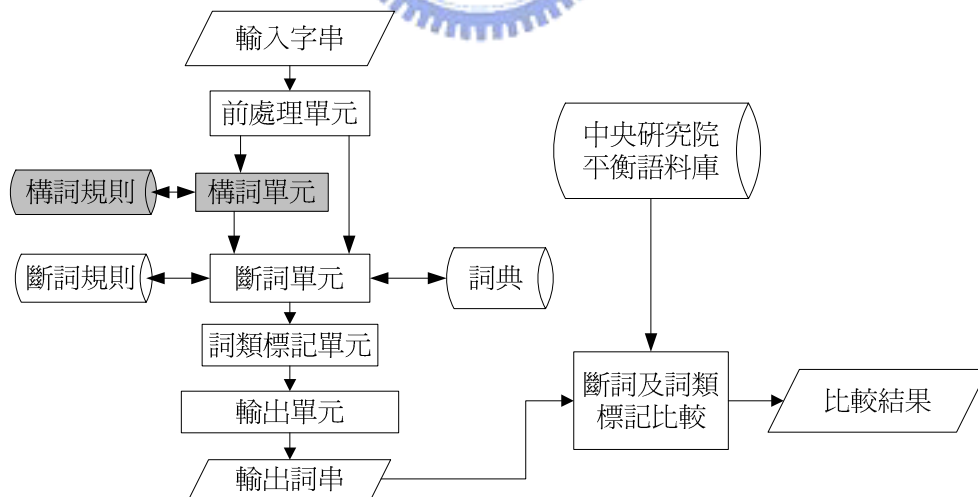 輸入字串
前處理單元
構詞規則
構詞單元
斷詞規則
斷詞單元
詞典
詞類標記單元
輸出單元
輸出詞串
中央研究院
平衡語料庫
斷詞及詞類
標記比較
比較結果